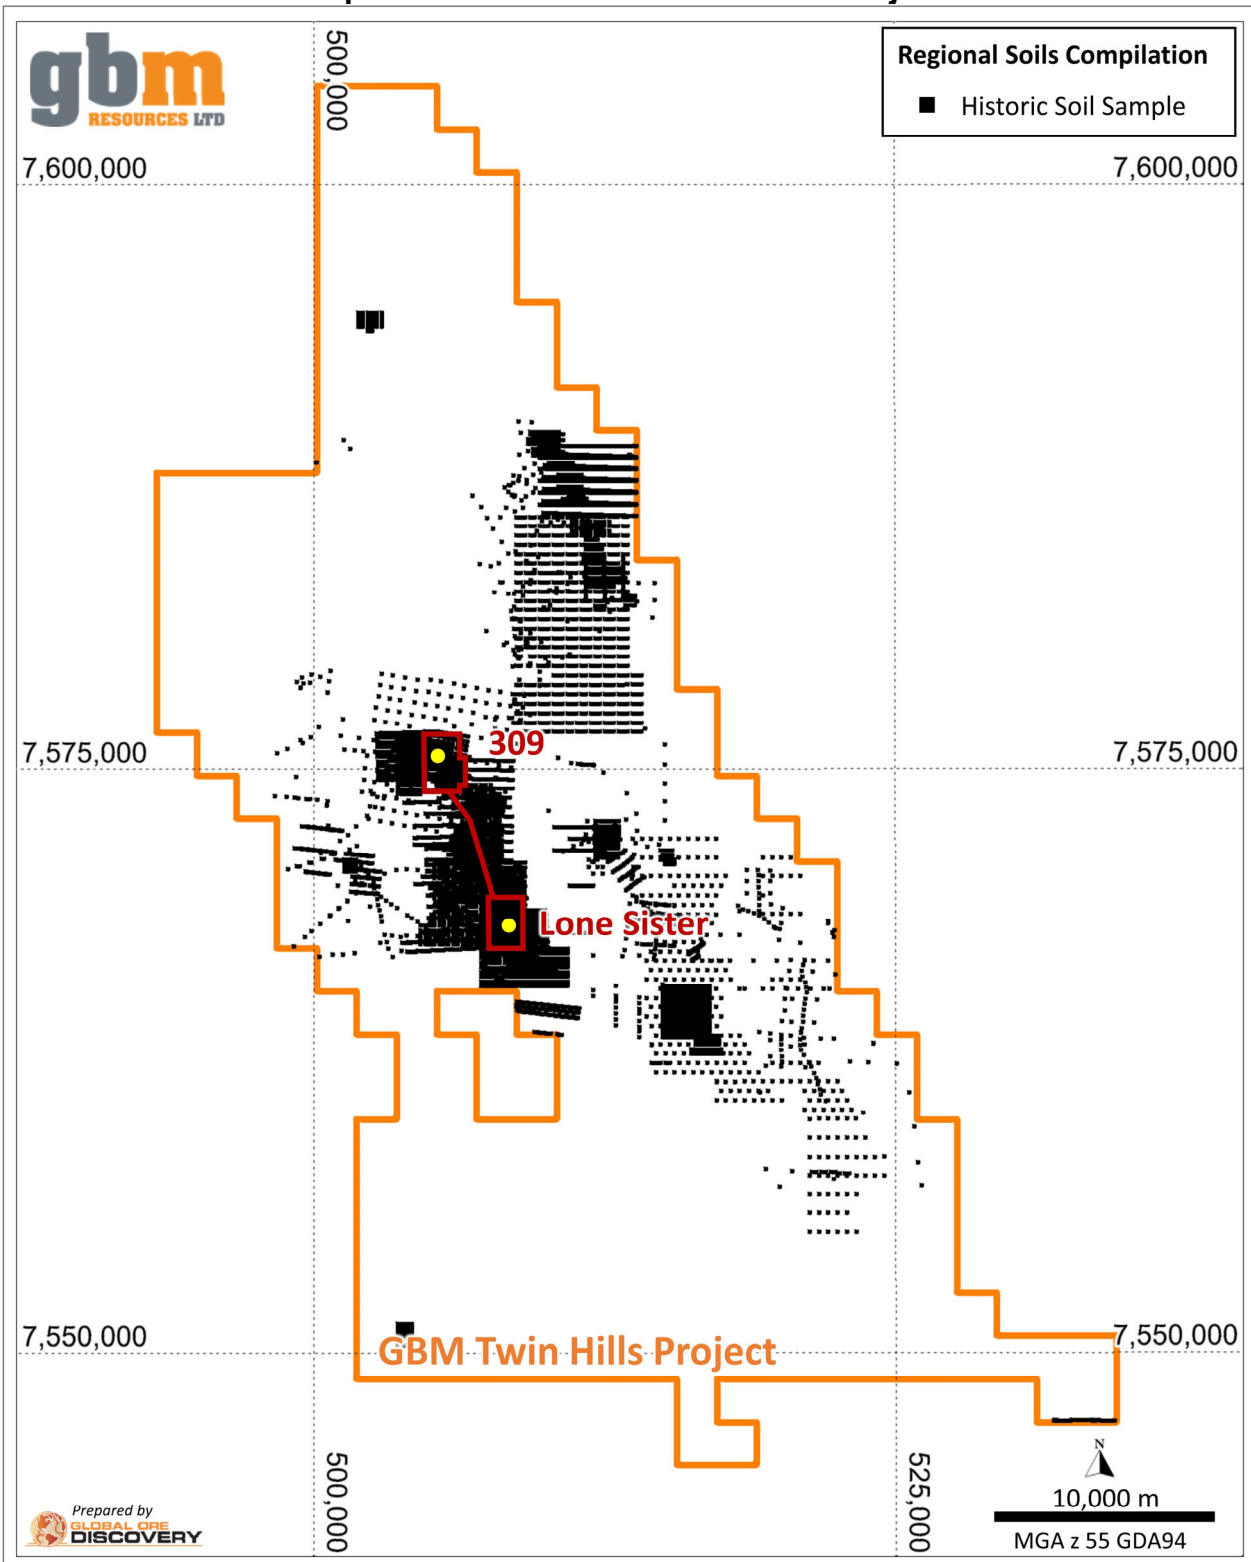 gbm
RESOURCES LTD
Regional Soils Compilation
Historic Soil Sample
500,000
7,600,000
7,600,000
309
7,575,000
7,575,000
Lone Sister
7,550,000
7,550,000
GBM Twin Hills Project
500,000
525,000
N
10,000 m
MGA z 55 GDA94
Prepared by
GLOBAL ORE
DISCOVERY